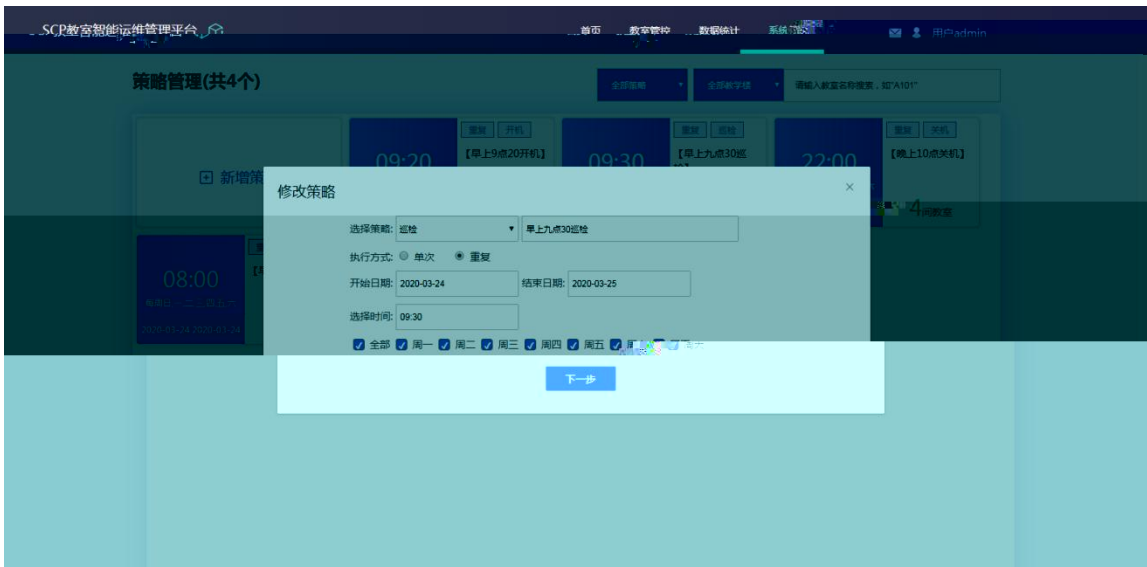 SCP教室智能运维管理平台
首页 教室管控 数据统计 系统
用户admin
策略管理(共4个)
全部策略 全部教学楼 请输入教室名称搜索，如"A101"
新增策
09:20
重复 开机
【早上9点20开机】
09:30
重复 巡检
【早上九点30巡
22:00
重复 关机
【晚上10点关机】
4间教室
08:00
2020-03-24 2020-03-24
修改策略 ×
选择策略: 巡检 早上九点30巡检
执行方式: 单次 重复
开始日期: 2020-03-24 结束日期: 2020-03-25
选择时间: 09:30
全部 周一 周二 周三 周四 周五
下一步